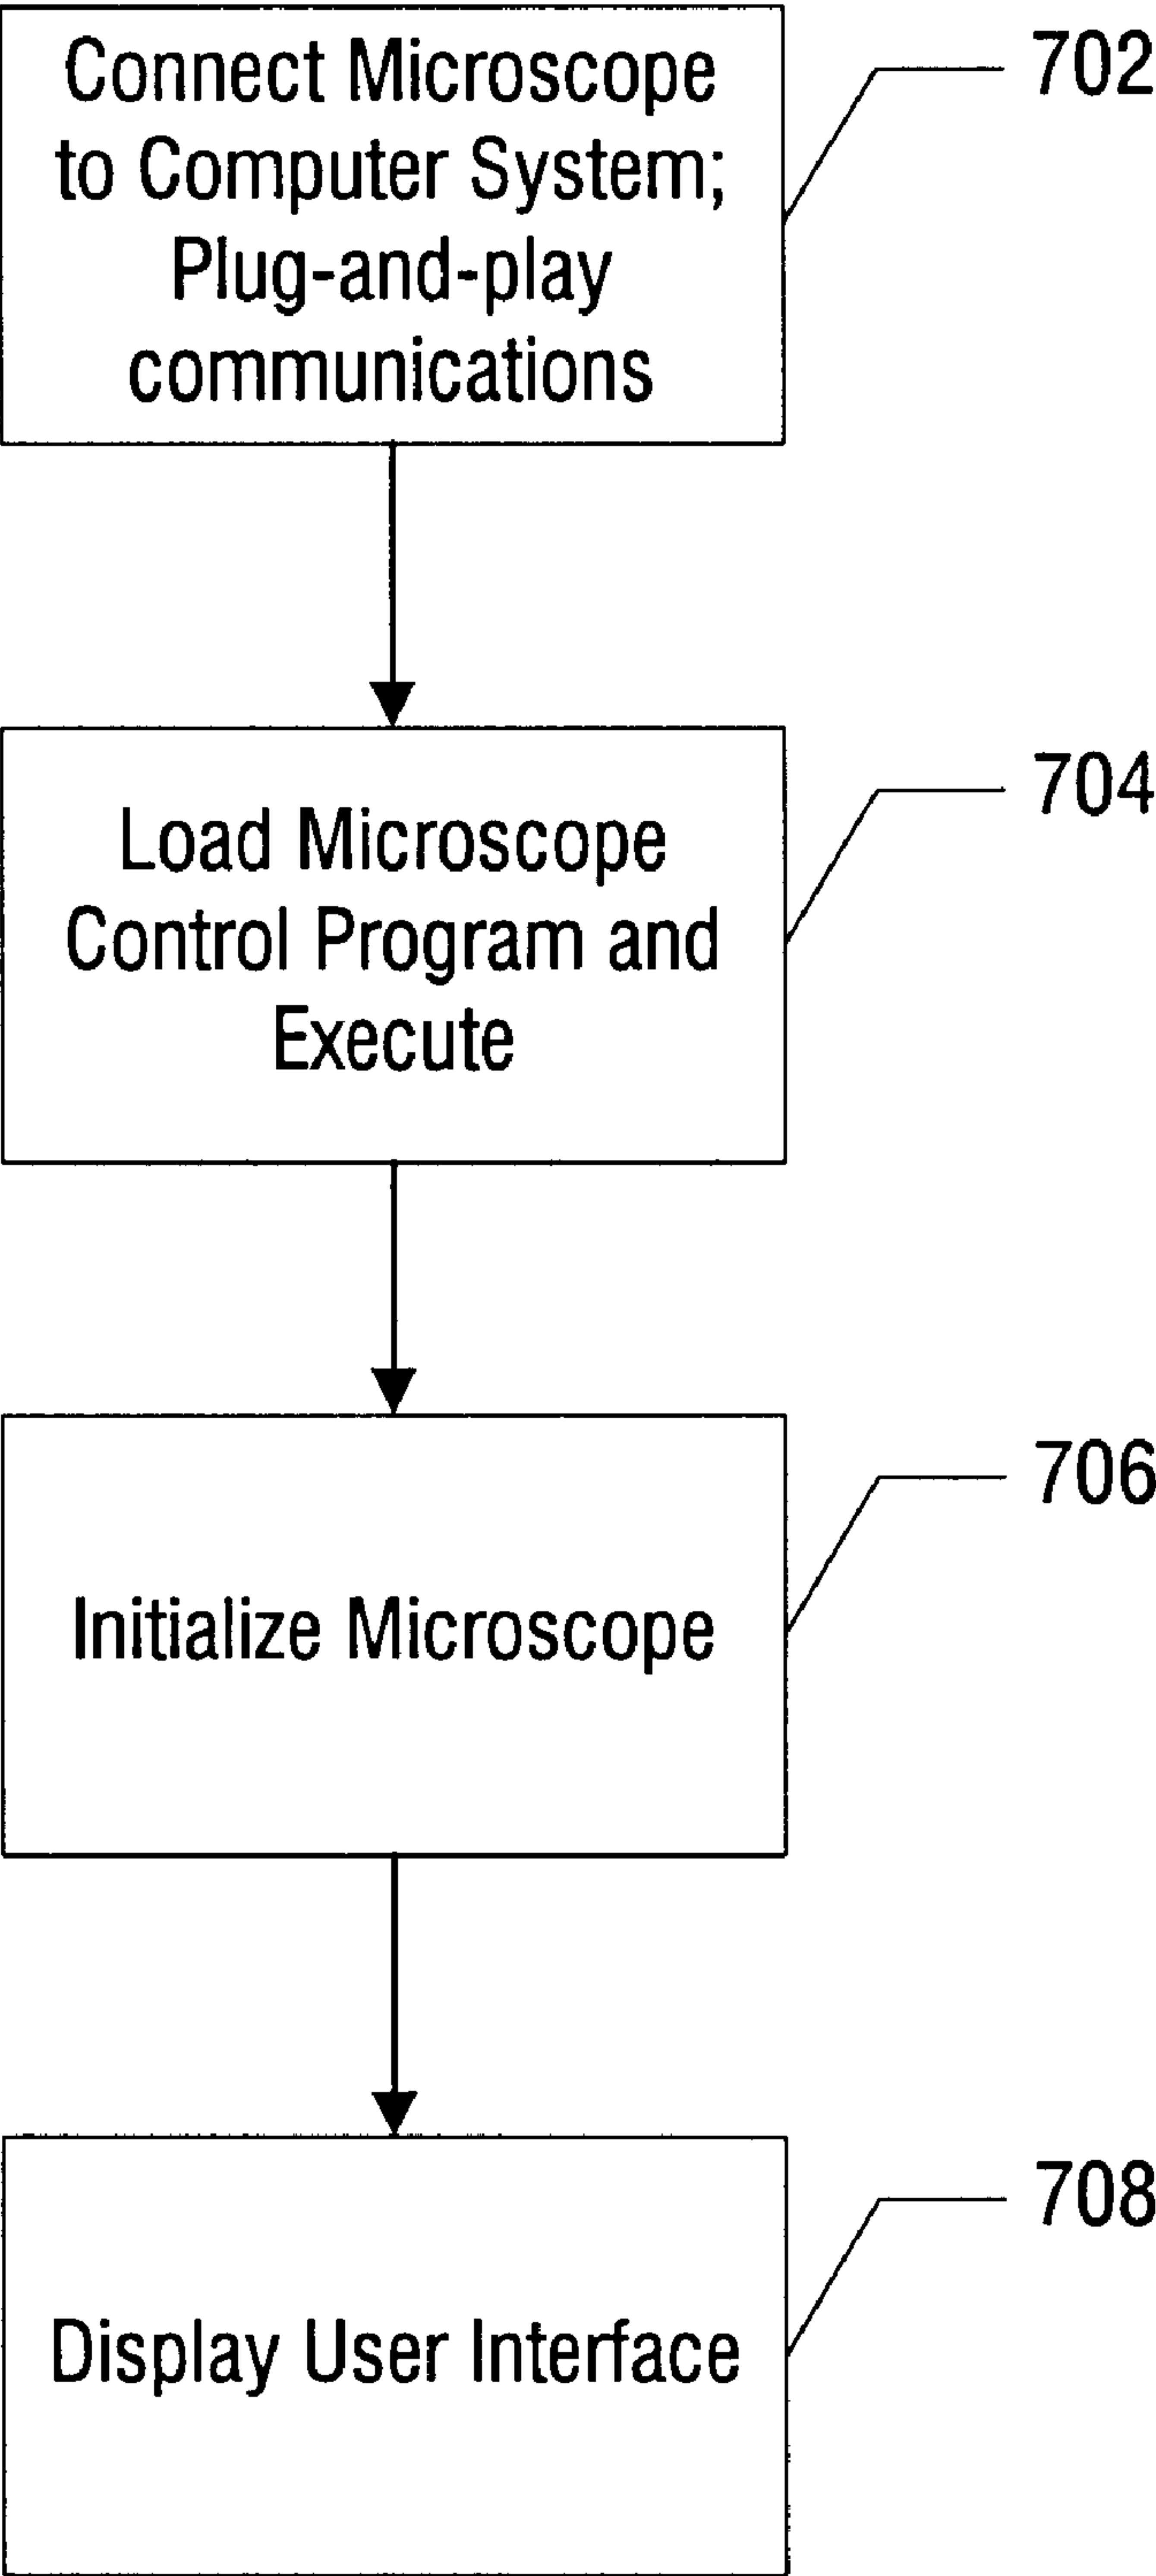 Connect Microscope
to Computer System;
Plug-and-play
communications
702
Load Microscope
Control Program and
Execute
704
Initialize Microscope
706
Display User Interface
708